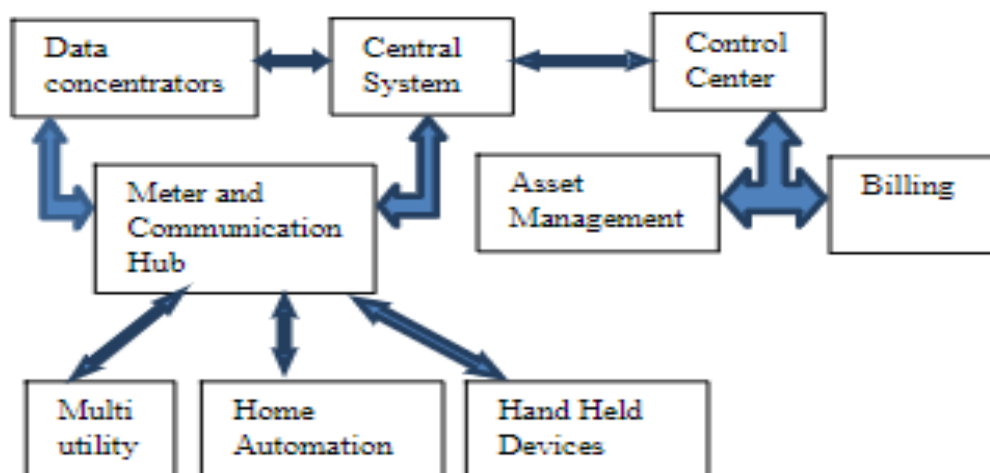 Data
concentrators
Central
System
Control
Center
Meter and
Communication
Hub
Asset
Management
Billing
Multi
utility
Home
Automation
Hand Held
Devices